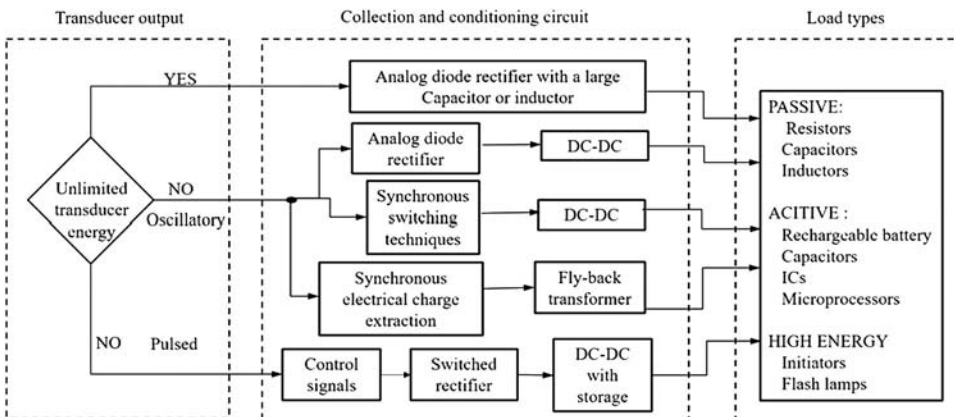 Transducer output
Collection and conditioning circuit
Load types
YES
Analog diode rectifier with a large
Capacitor or inductor
Analog diode
rectifier
DC-DC
Unlimited
transducer
energy
NO
Oscillatory
Synchronous
switching
techniques
DC-DC
Synchronous
electrical charge
extraction
Fly-back
transformer
NO Pulsed
Control
signals
Switched
rectifier
DC-DC
with
storage
PASSIVE:
Resistors
Capacitors
Inductors
ACITIVE :
Rechargeable battery
Capacitors
ICs
Microprocessors
HIGH ENERGY
Initiators
Flash lamps